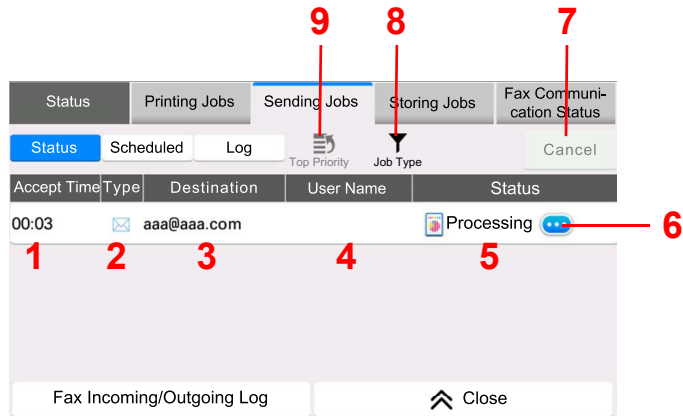 9 8 7
Status Printing Jobs Sending Jobs Storing Jobs Fax Communi-
cation Status
Status Scheduled Log Top Priority Job Type Cancel
Accept Time Type Destination User Name Status
00:03 aaa@aaa.com Processing 6
1 2 3 4 5
Fax Incoming/Outgoing Log Close